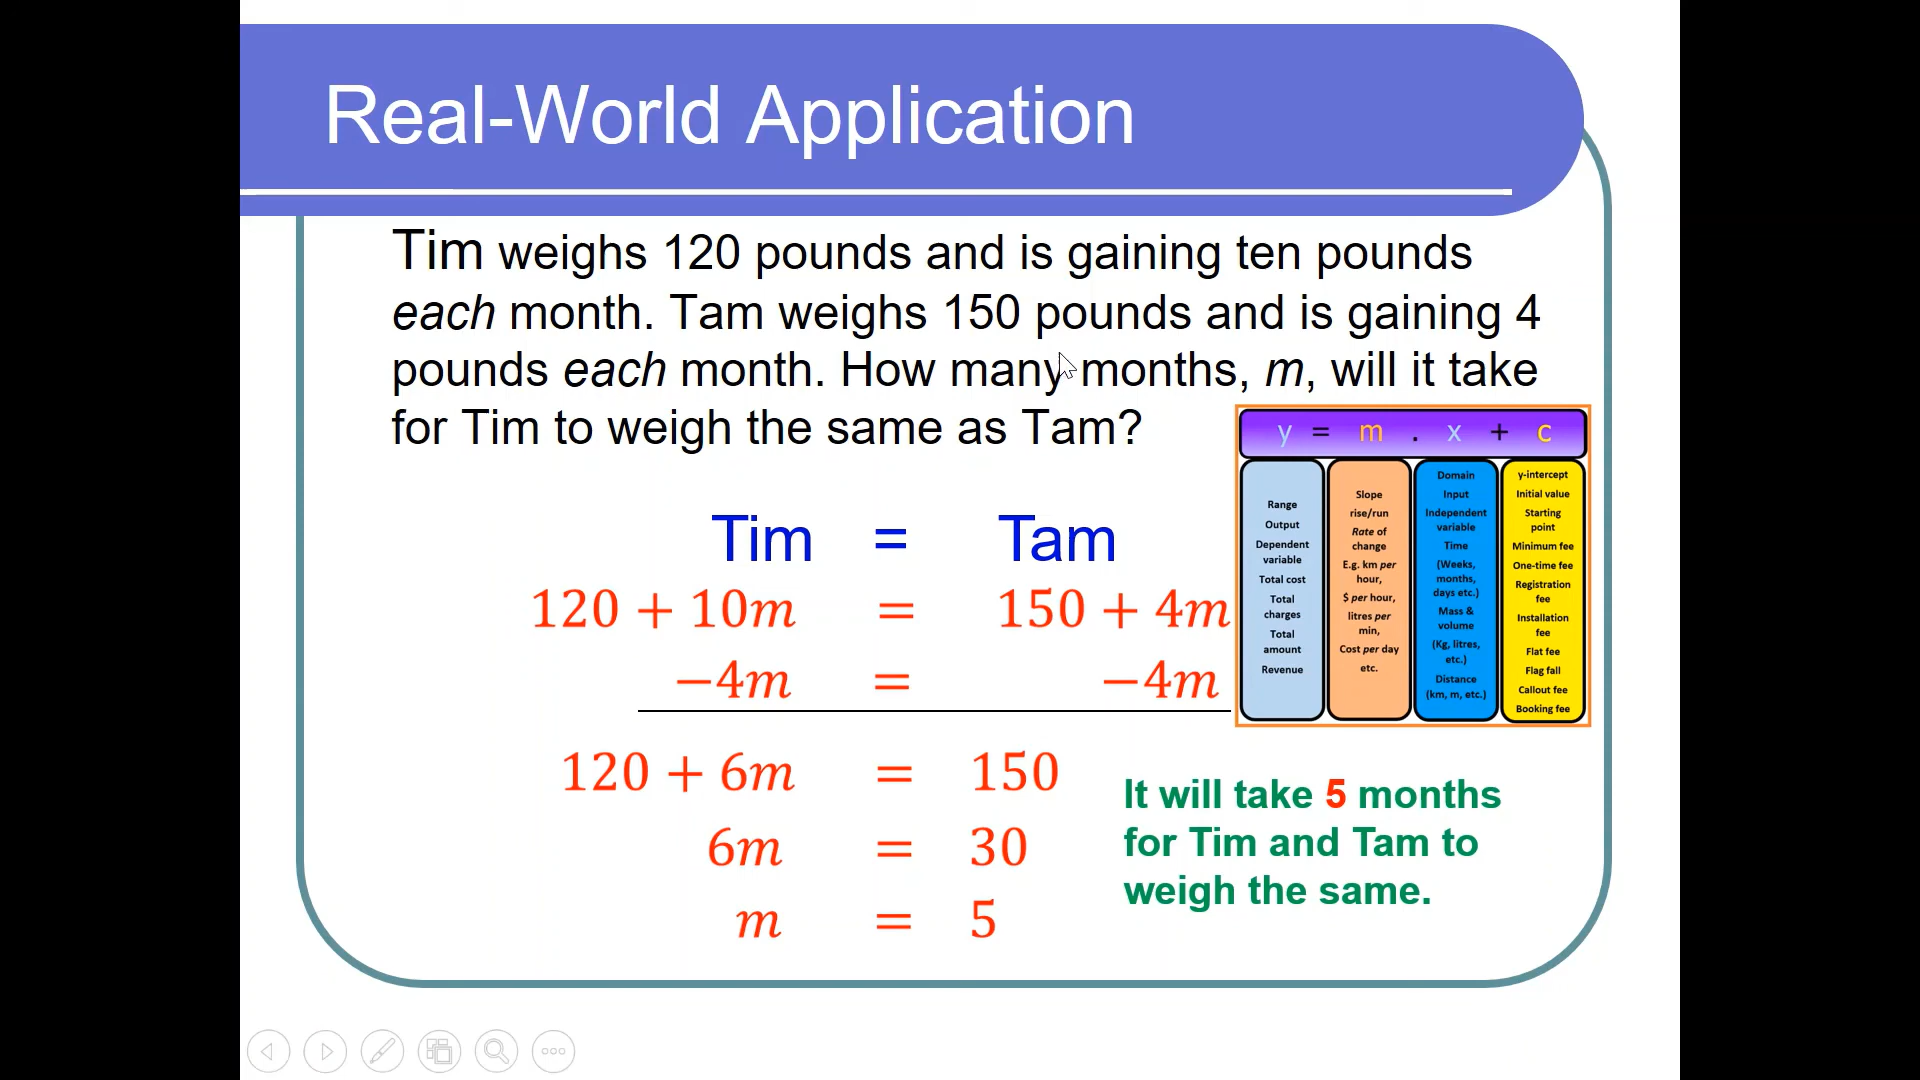 Real-World Application
Tim weighs 120 pounds and is gaining ten pounds
each month. Tam weighs 150 pounds and is gaining 4
pounds each month. How many months, m, will it take
for Tim to weigh the same as Tam?
Tim = Tam
120 + 10m = 150 + 4m
−4m = −4m
120 + 6m = 150
6m = 30
m = 5
It will take 5 months
for Tim and Tam to
weigh the same.
y = m . x + c
Range
Output
Dependent
variable
Total cost
Total
charges
Total
amount
Revenue
Slope
rise/run
Rate of
change
E.g. km per
hour,
$ per hour,
litres per
min,
Cost per day
etc.
Domain
Input
Independent
variable
Time
(Weeks,
months,
days etc.)
Mass &
volume
(Kg, litres,
etc.)
Distance
(km, m, etc.)
y-intercept
Initial value
Starting
point
Minimum fee
One-time fee
Registration
fee
Installation
fee
Flat fee
Flag fall
Callout fee
Booking fee